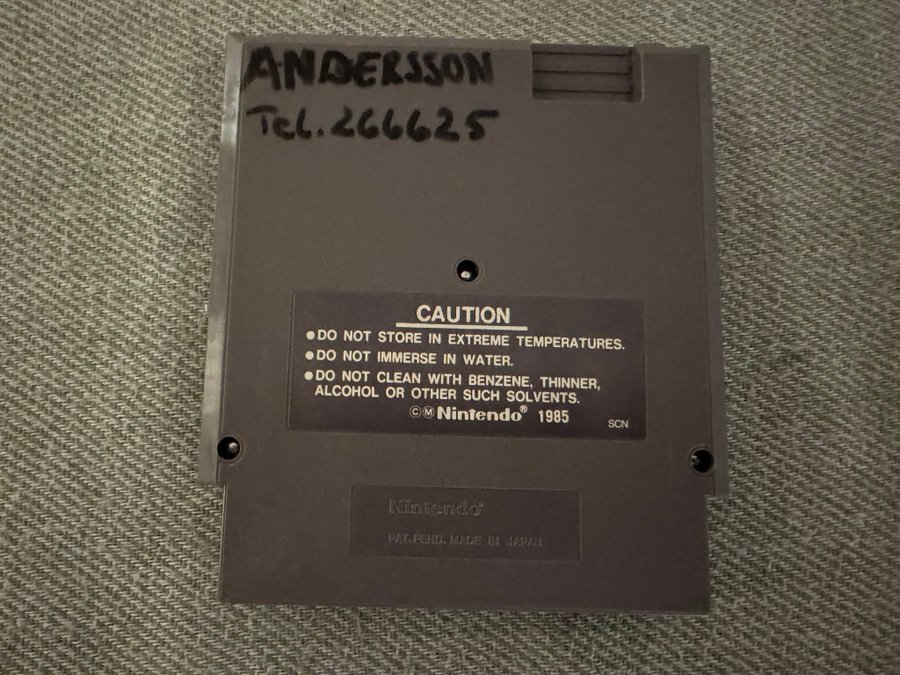 ANDERSSON
Tel. 266625
CAUTION
●DO NOT STORE IN EXTREME TEMPERATURES.
●DO NOT IMMERSE IN WATER.
●DO NOT CLEAN WITH BENZENE, THINNER,
ALCOHOL OR OTHER SUCH SOLVENTS.
ⒸⓂNintendo® 1985
SCN
Nintendo®
PAT. PEND. MADE IN JAPAN